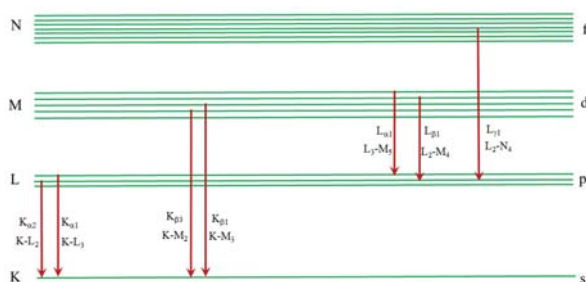 N
f
M
d
Lα1
L3-M5
Lβ1
L2-M4
Lγ1
L2-N4
L
p
Kα2
K-L2
Kα1
K-L3
Kβ3
K-M2
Kβ1
K-M3
K
s